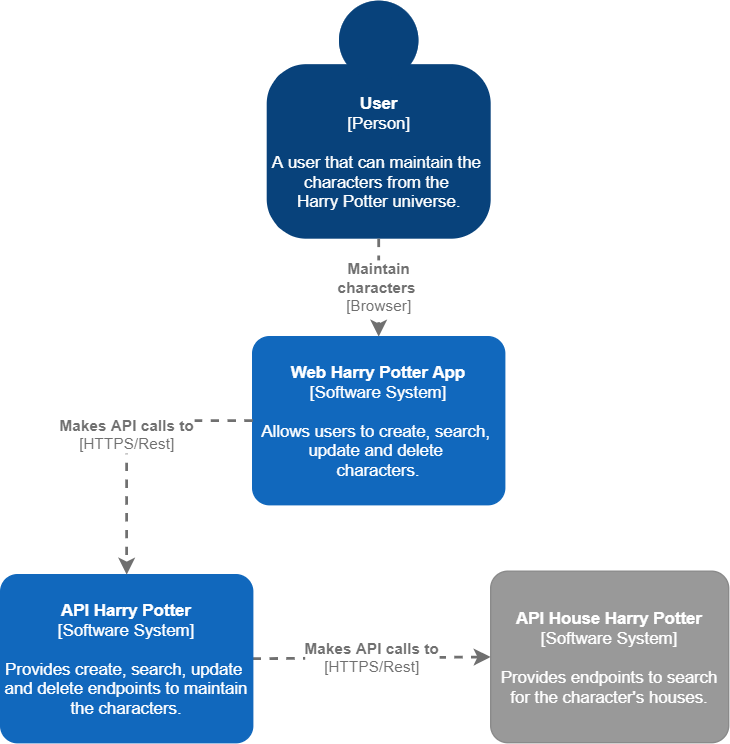 User
[Person]
A user that can maintain the
characters from the
Harry Potter universe.
Maintain
characters
[Browser]
Web Harry Potter App
[Software System]
Allows users to create, search,
update and delete
characters.
Makes API calls to
[HTTPS/Rest]
API Harry Potter
[Software System]
Provides create, search, update
and delete endpoints to maintain
the characters.
Makes API calls to
[HTTPS/Rest]
API House Harry Potter
[Software System]
Provides endpoints to search
for the character's houses.